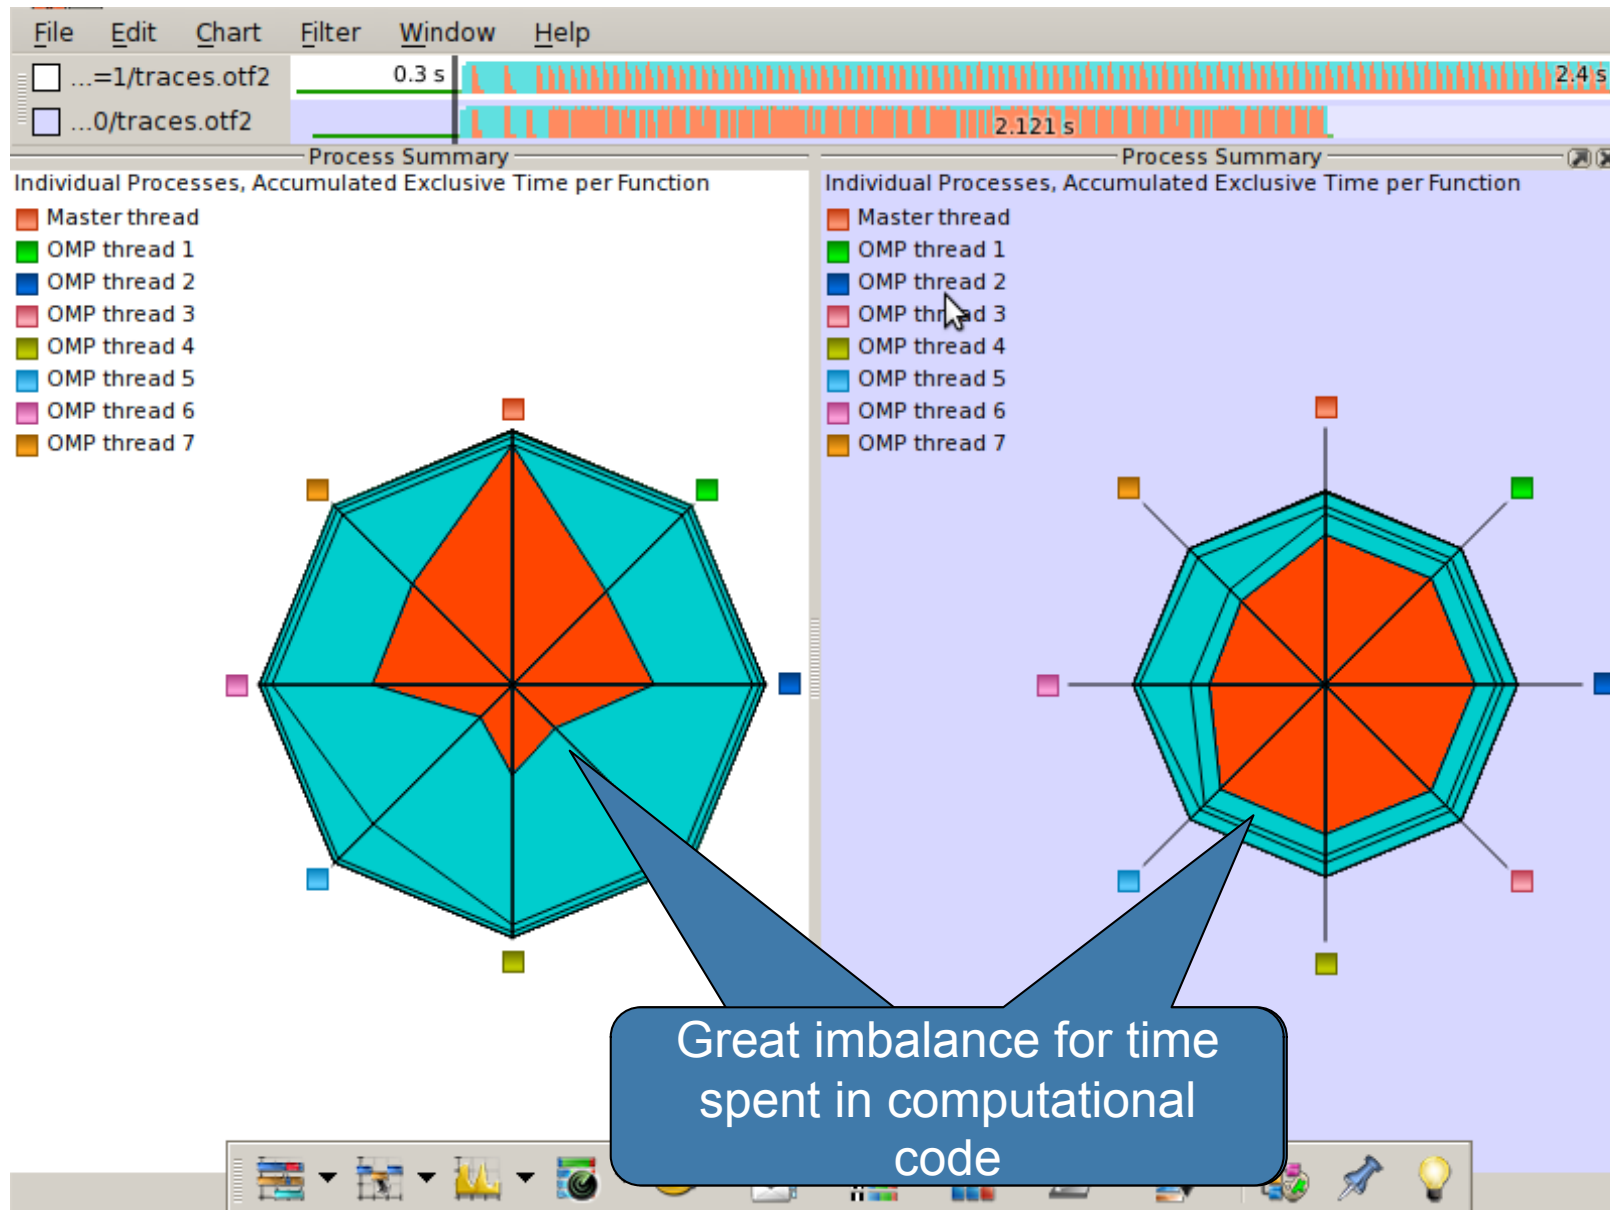 File Edit Chart Filter Window Help
...=1/traces.otf2 0.3 s 2.4 s
...0/traces.otf2 2.121 s
Process Summary
Individual Processes, Accumulated Exclusive Time per Function
Master thread
OMP thread 1
OMP thread 2
OMP thread 3
OMP thread 4
OMP thread 5
OMP thread 6
OMP thread 7
Process Summary
Individual Processes, Accumulated Exclusive Time per Function
Master thread
OMP thread 1
OMP thread 2
OMP thread 3
OMP thread 4
OMP thread 5
OMP thread 6
OMP thread 7
Great imbalance for time
spent in computational
code